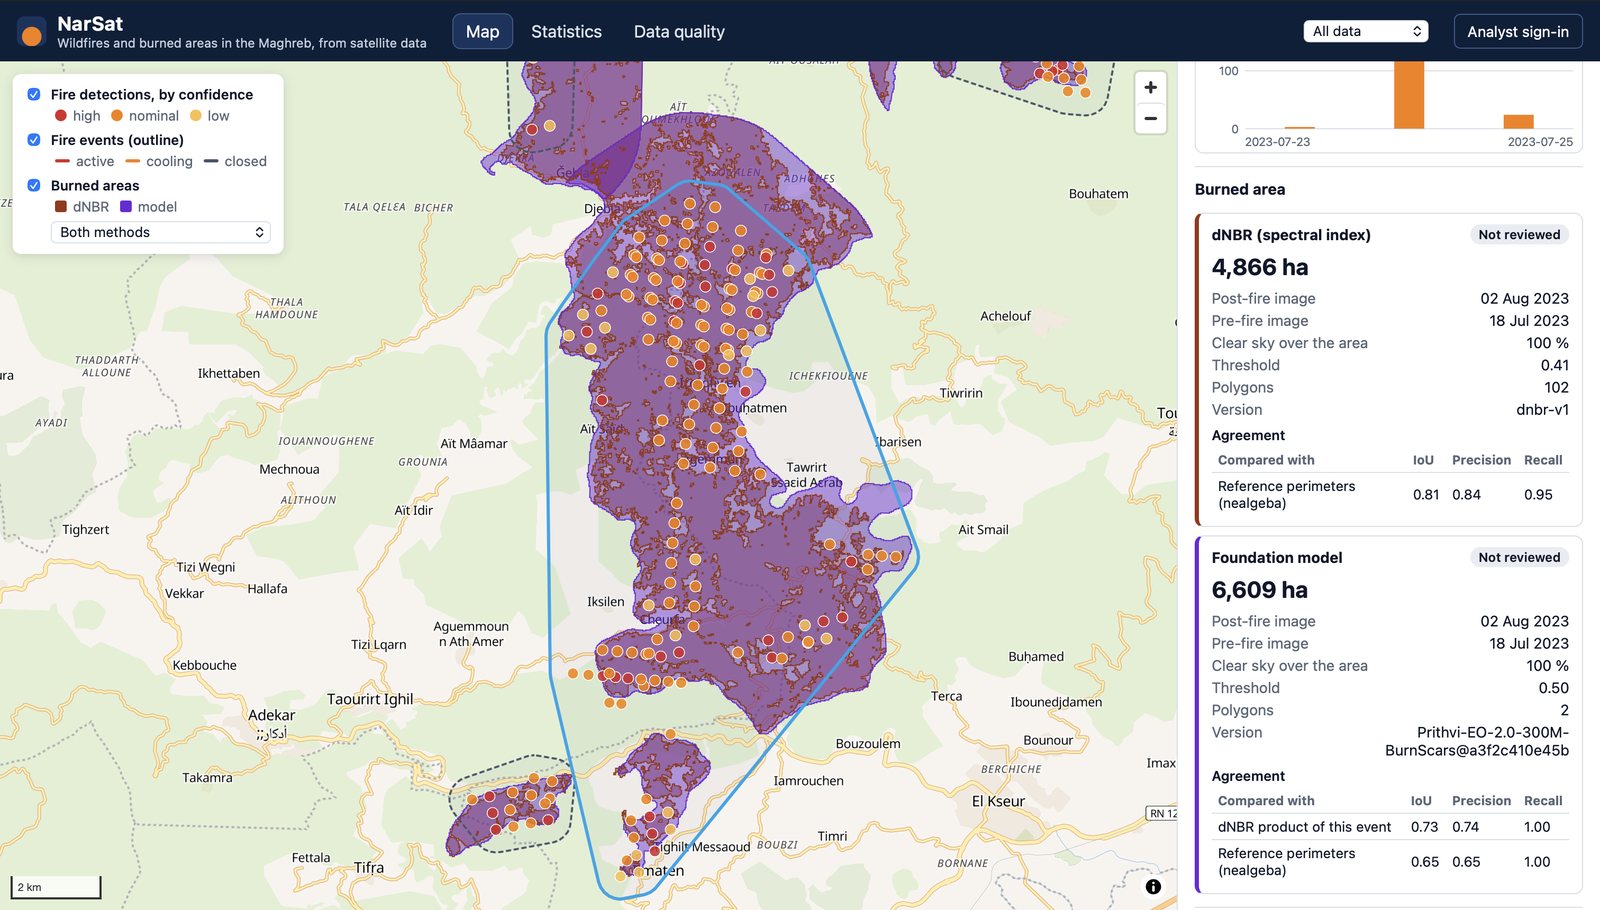 NarSat
Wildfires and burned areas in the Maghreb, from satellite data
Map
Statistics
Data quality
All data
Analyst sign-in
Fire detections, by confidence
high nominal low
Fire events (outline)
active cooling closed
Burned areas
dNBR model
Both methods
+
−
AÏT
ADHGNES
Bouhatem
TALA QELƐA BICHER
Djebla
THALA
HAMDOUNE
Achelouf
THADDARTH
ALLOUNE
Ikhettaben
ICHEKFIOUENE
Tiwririn
AYADI
IOUANNOUGHENE
Aït Mâamar
Ibarisen
GROUNIA
Mechnoua
Tawrirt
ALITHOUN
Aït Idir
Tighzert
Ait Smail
Tizi Wegni
Vekkar
Hallafa
Iksilen
Cheurfa
Aguemmoun
n Ath Amer
Tizi Lqarn
Kebbouche
Buḥamed
Taourirt Ighil
Terca
Ibounedjdamen
Adekar
Bouzoulem
Bounour
Takamra
Iamrouchen
BERCHICHE
El Kseur
RN 12
Timri
BOUBZI
Fettala
Tifra
BORNANE
2 km
100
0
2023-07-23
2023-07-25
Burned area
dNBR (spectral index)
Not reviewed
4,866 ha
Post-fire image 02 Aug 2023
Pre-fire image 18 Jul 2023
Clear sky over the area 100 %
Threshold 0.41
Polygons 102
Version dnbr-v1
Agreement
Compared with IoU Precision Recall
Reference perimeters
(nealgeba) 0.81 0.84 0.95
Foundation model
Not reviewed
6,609 ha
Post-fire image 02 Aug 2023
Pre-fire image 18 Jul 2023
Clear sky over the area 100 %
Threshold 0.50
Polygons 2
Version Prithvi-EO-2.0-300M-
BurnScars@a3f2c410e45b
Agreement
Compared with IoU Precision Recall
dNBR product of this event 0.73 0.74 1.00
Reference perimeters
(nealgeba) 0.65 0.65 1.00